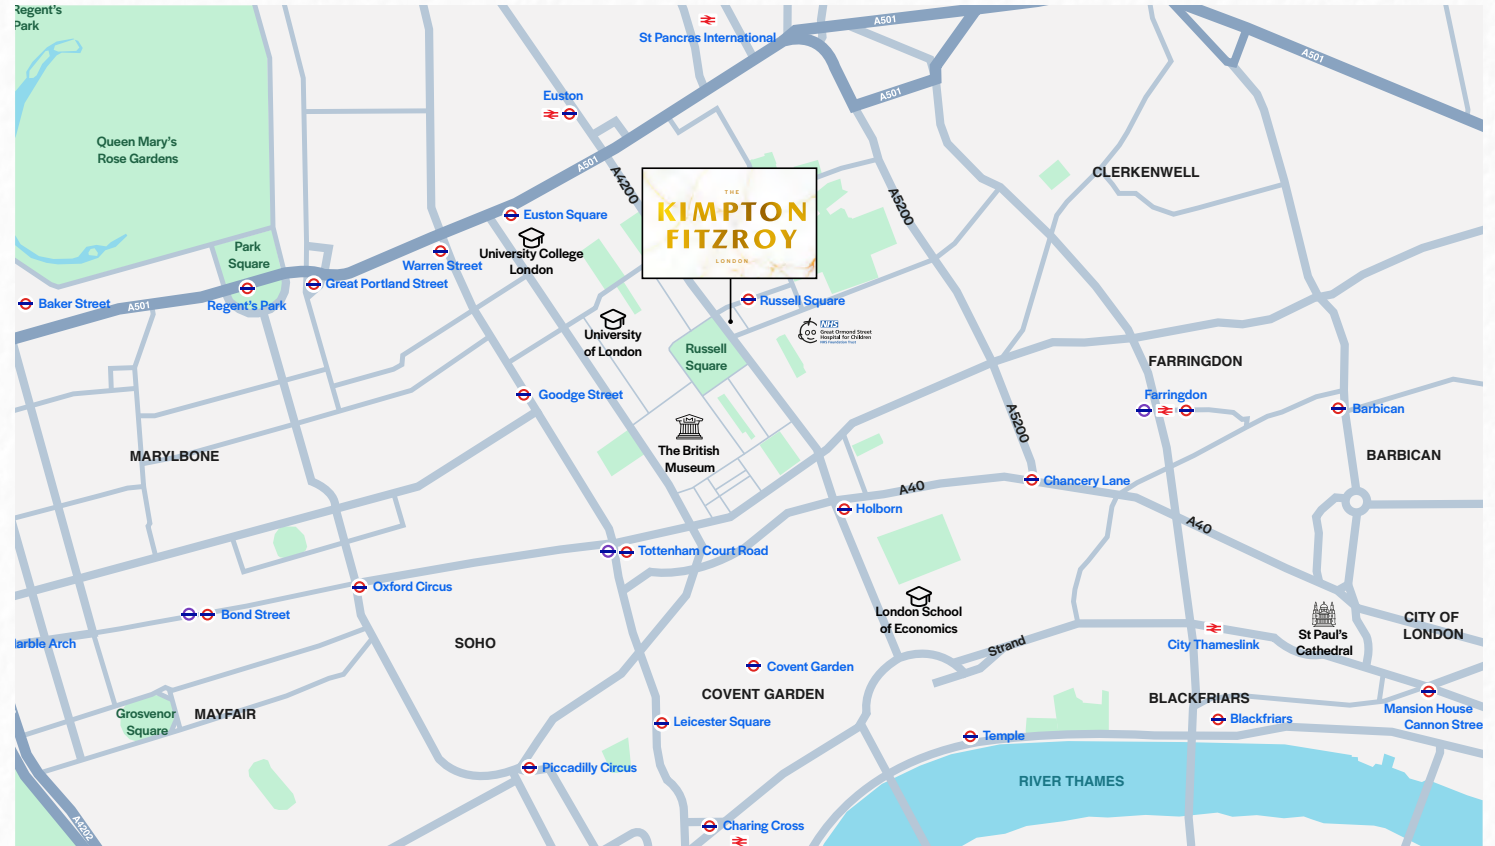 Regent's
Park
St Pancras International
A501
A501
A501
Euston
Queen Mary's
Rose Gardens
A501
A4200
CLERKENWELL
THE
KIMPTON
FITZROY
LONDON
A5200
Euston Square
Park
Square
University College
London
Warren Street
Great Portland Street
Baker Street
A501
Regent's Park
Russell Square
NHS
Great Ormond Street
Hospital for Children
NHS Foundation Trust
University
of London
Russell
Square
FARRINGDON
Farringdon
Goodge Street
A5200
Barbican
MARYLBONE
The British
Museum
BARBICAN
Chancery Lane
A40
Holborn
A40
Tottenham Court Road
Oxford Circus
Bond Street
London School
of Economics
CITY OF
LONDON
arble Arch
SOHO
Strand
City Thameslink
St Paul's
Cathedral
Covent Garden
COVENT GARDEN
BLACKFRIARS
Grosvenor
Square
MAYFAIR
Leicester Square
Blackfriars
Mansion House
Cannon Stree
Temple
Piccadilly Circus
RIVER THAMES
A4202
Charing Cross